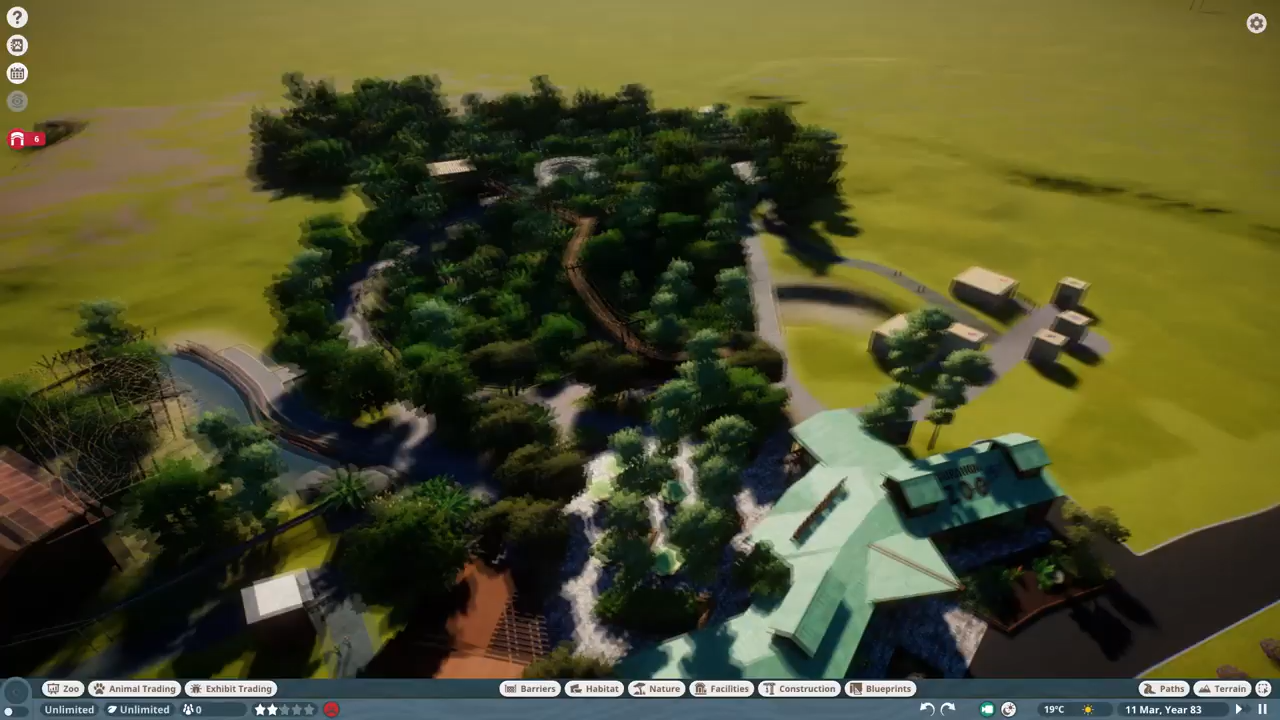 ?
6
ZOO
Zoo Animal Trading Exhibit Trading Barriers Habitat Nature Facilities Construction Blueprints Paths Terrain
Unlimited Unlimited 0 19°C 11 Mar, Year 83